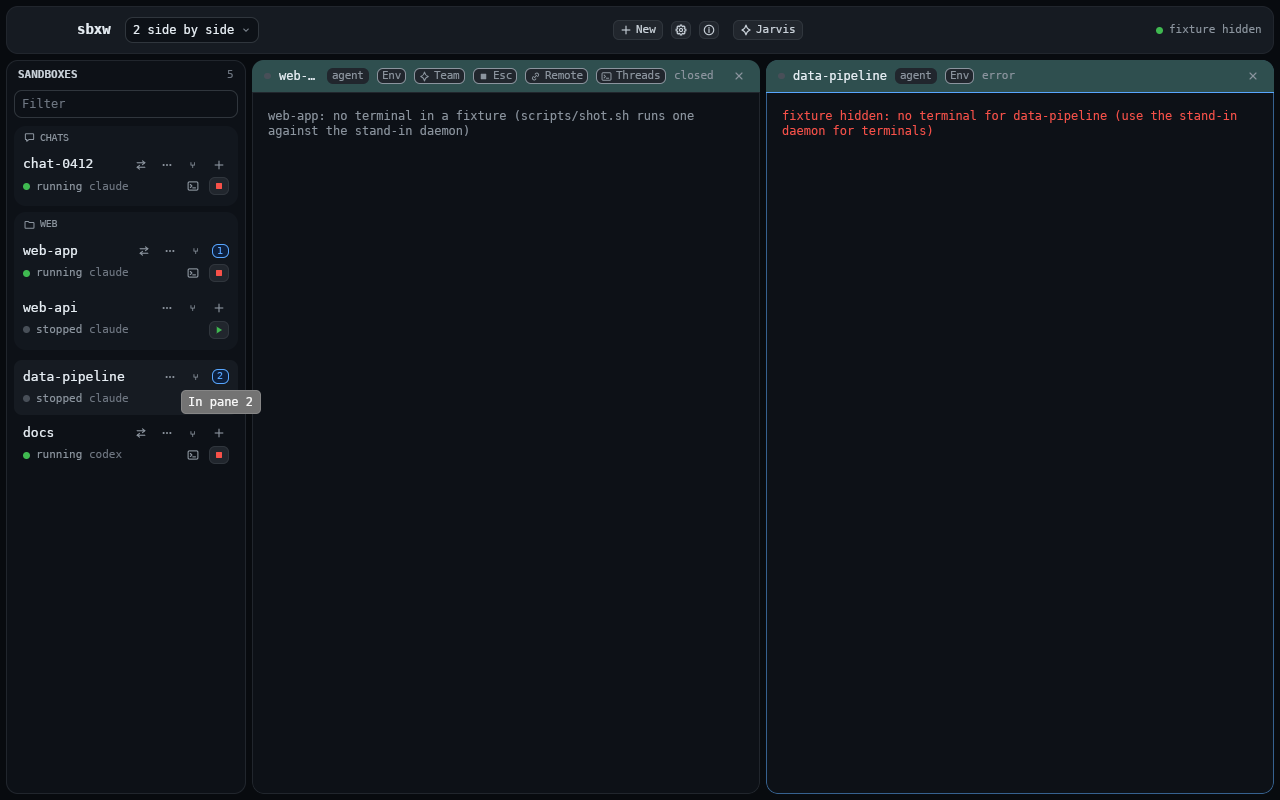 sbxw
2 side by side
New
Jarvis
fixture hidden
SANDBOXES 5
Filter
CHATS
chat-0412
running claude
WEB
web-app 1
running claude
web-api
stopped claude
data-pipeline 2
stopped claude
In pane 2
docs
running codex
web-… agent Env Team Esc Remote Threads closed
web-app: no terminal in a fixture (scripts/shot.sh runs one
against the stand-in daemon)
data-pipeline agent Env error
fixture hidden: no terminal for data-pipeline (use the stand-in
daemon for terminals)